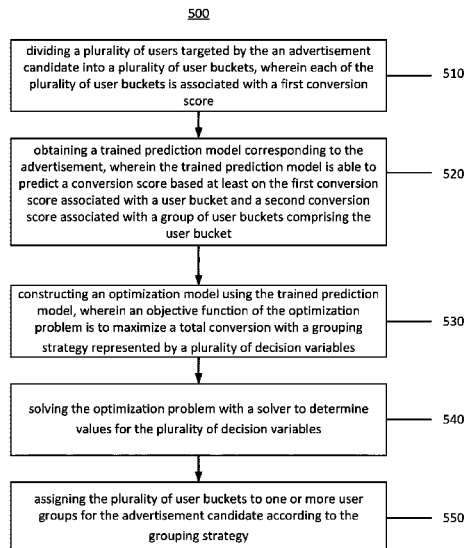 500
dividing a plurality of users targeted by the an advertisement
candidate into a plurality of user buckets, wherein each of the
plurality of user buckets is associated with a first conversion
score
510
obtaining a trained prediction model corresponding to the
advertisement, wherein the trained prediction model is able to
predict a conversion score based at least on the first conversion
score associated with a user bucket and a second conversion
score associated with a group of user buckets comprising the
user bucket
520
constructing an optimization model using the trained prediction
model, wherein an objective function of the optimization
problem is to maximize a total conversion with a grouping
strategy represented by a plurality of decision variables
530
solving the optimization problem with a solver to determine
values for the plurality of decision variables
540
assigning the plurality of user buckets to one or more user
groups for the advertisement candidate according to the
grouping strategy
550